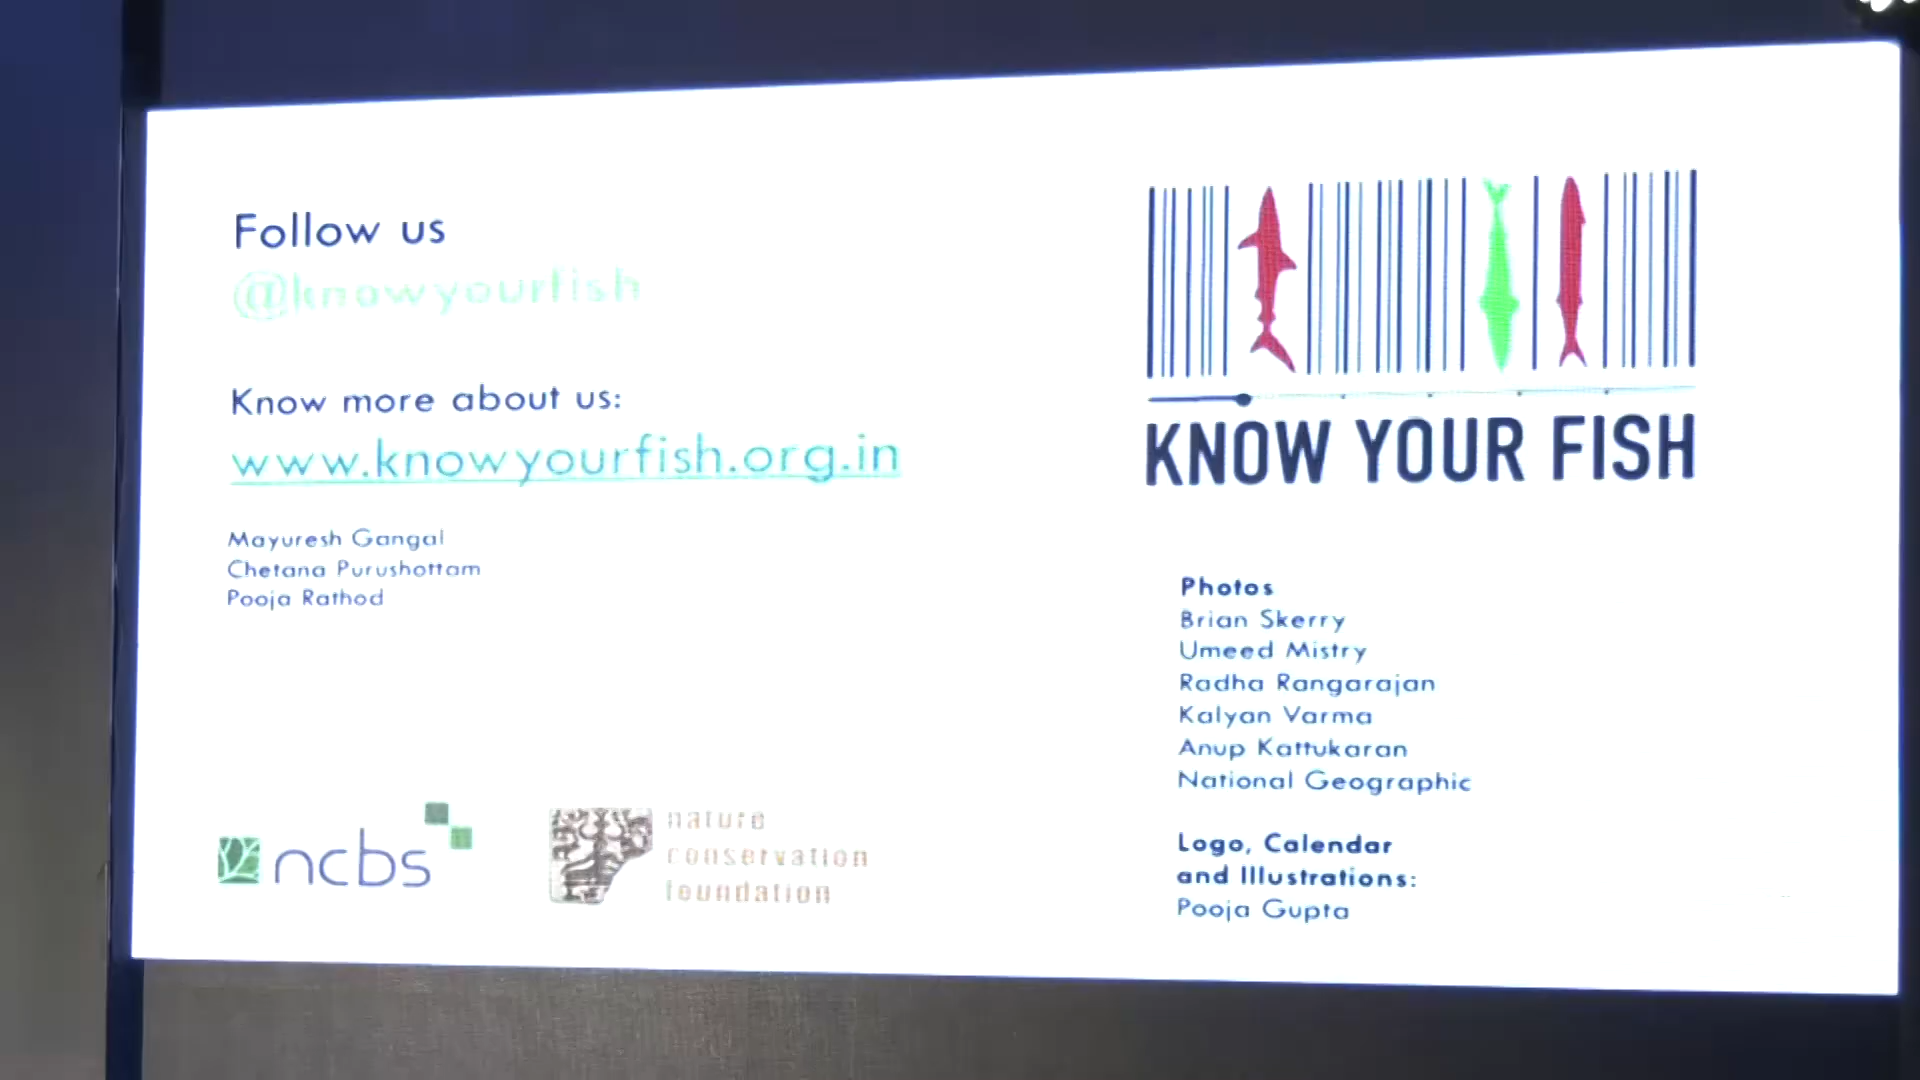 Follow us
@knowyourfish
Know more about us:
www.knowyourfish.org.in
Mayuresh Gangal
Chetana Purushottam
Pooja Rathod
ncbs
nature
conservation
foundation
KNOW YOUR FISH
Photos
Brian Skerry
Umeed Mistry
Radha Rangarajan
Kalyan Varma
Anup Kattukaran
National Geographic
Logo, Calendar
and Illustrations:
Pooja Gupta